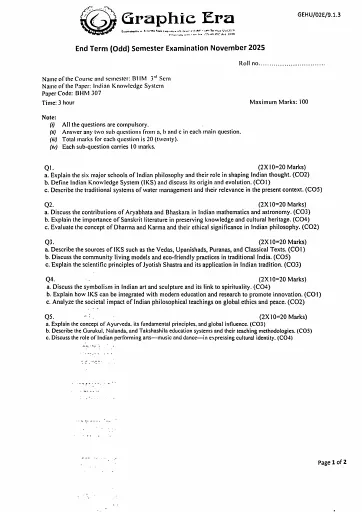 GEHU/02E/9.1.3
Graphic Era
End Term (Odd) Semester Examination November 2025
Roll no.................................
Name of the Course and semester: BHM 3rd Sem
Name of the Paper: Indian Knowledge System
Paper Code: BHM 307
Time: 3 hour Maximum Marks: 100
Note:
(i) All the questions are compulsory.
(ii) Answer any two sub questions from a, b and c in each main question.
(iii) Total marks for each question is 20 (twenty).
(iv) Each sub-question carries 10 marks.
Q1. (2X10=20 Marks)
a. Explain the six major schools of Indian philosophy and their role in shaping Indian thought. (CO2)
b. Define Indian Knowledge System (IKS) and discuss its origin and evolution. (CO1)
c. Describe the traditional systems of water management and their relevance in the present context. (CO5)
Q2. (2X10=20 Marks)
a. Discuss the contributions of Aryabhata and Bhaskara in Indian mathematics and astronomy. (CO3)
b. Explain the importance of Sanskrit literature in preserving knowledge and cultural heritage. (CO4)
c. Evaluate the concept of Dharma and Karma and their ethical significance in Indian philosophy. (CO2)
Q3. (2X10=20 Marks)
a. Describe the sources of IKS such as the Vedas, Upanishads, Puranas, and Classical Texts. (CO1)
b. Discuss the community living models and eco-friendly practices in traditional India. (CO5)
c. Explain the scientific principles of Jyotish Shastra and its application in Indian tradition. (CO3)
Q4. (2X10=20 Marks)
a. Discuss the symbolism in Indian art and sculpture and its link to spirituality. (CO4)
b. Explain how IKS can be integrated with modern education and research to promote innovation. (CO1)
c. Analyze the societal impact of Indian philosophical teachings on global ethics and peace. (CO2)
Q5. (2X10=20 Marks)
a. Explain the concept of Ayurveda, its fundamental principles, and global influence. (CO3)
b. Describe the Gurukul, Nalanda, and Takshashila education systems and their teaching methodologies. (CO5)
c. Discuss the role of Indian performing arts—music and dance—in expressing cultural identity. (CO4)
Page 1 of 2